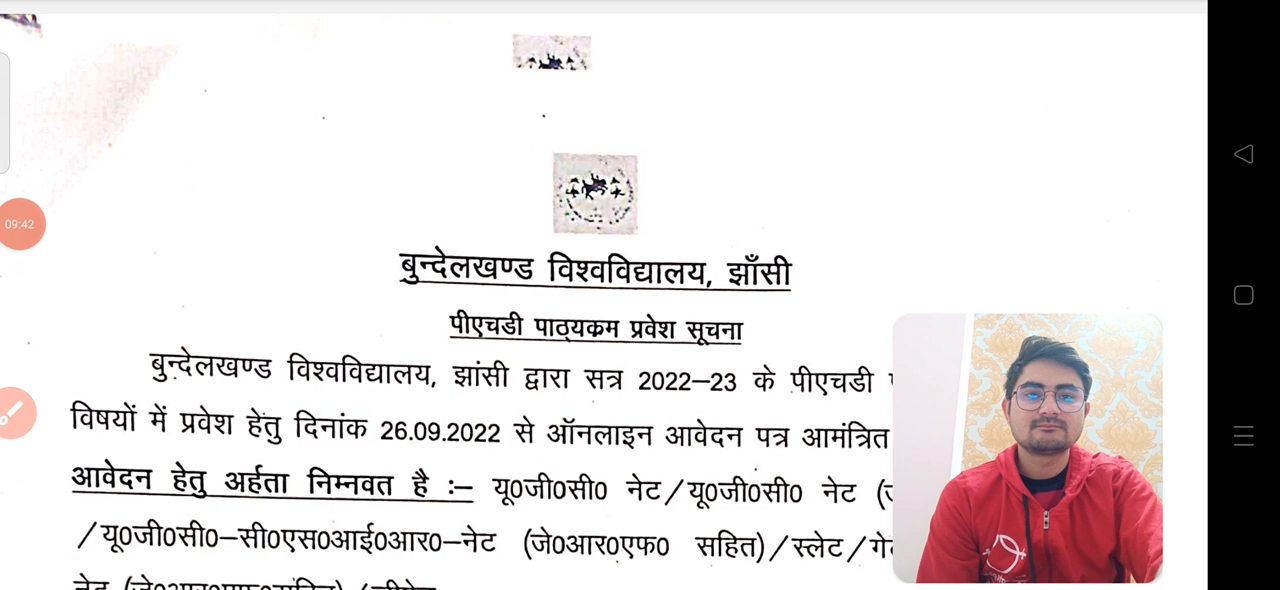 बुन्देलखण्ड विश्वविद्यालय, झाँसी
पीएचडी पाठ्यक्रम प्रवेश सूचना
बुन्देलखण्ड विश्वविद्यालय, झांसी द्वारा सत्र 2022–23 के पीएचडी
विषयों में प्रवेश हेतु दिनांक 26.09.2022 से ऑनलाइन आवेदन पत्र आमंत्रित
आवेदन हेतु अर्हता निम्नवत है :– यू0जी0सी0 नेट/यू0जी0सी0 नेट
/यू0जी0सी0–सी0एस0आई0आर0–नेट (जे0आर0एफ0 सहित)/स्लेट/
09:42